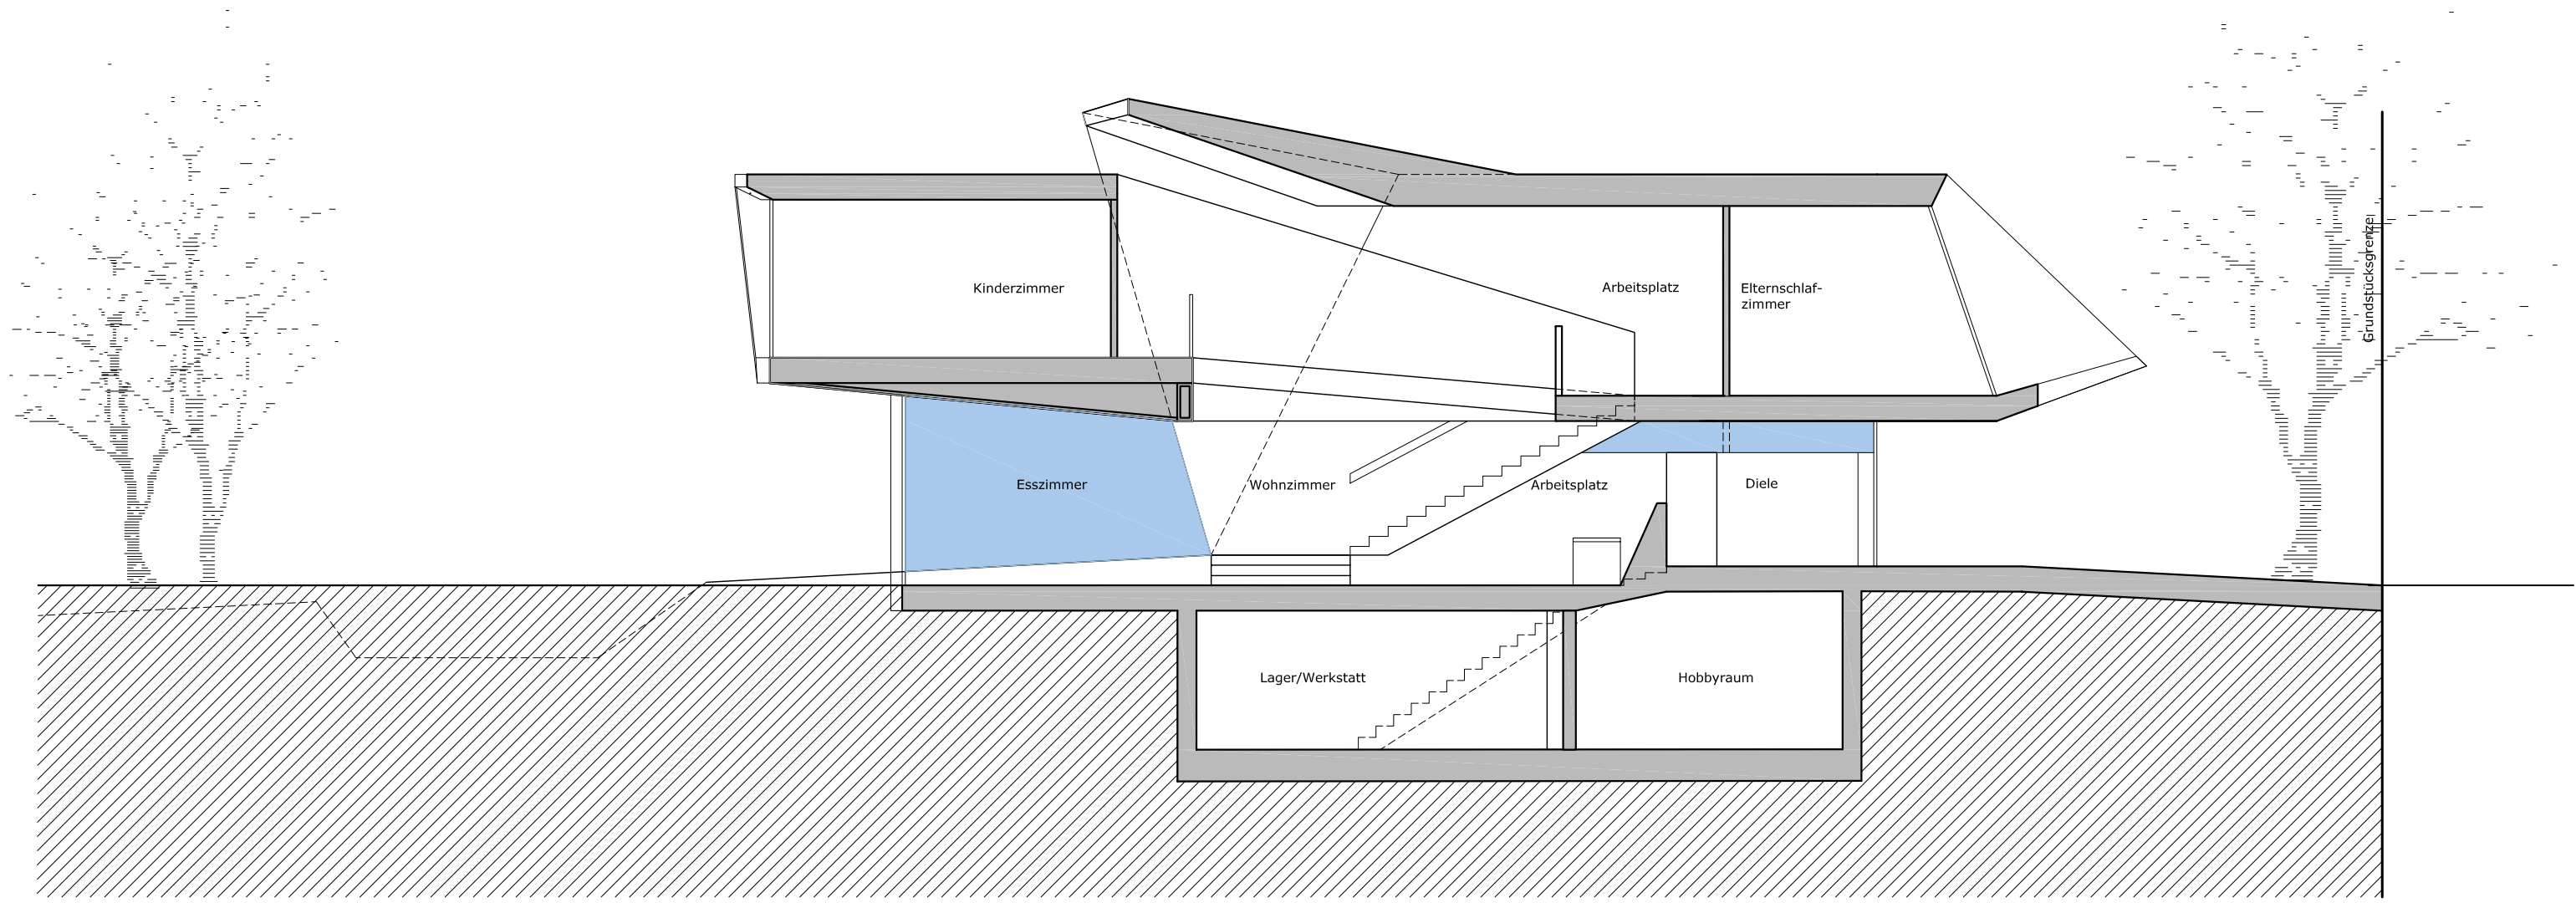 Grundstücksgrenze
Kinderzimmer
Arbeitsplatz
Elternschlaf-
zimmer
Esszimmer
Wohnzimmer
Arbeitsplatz
Diele
Lager/Werkstatt
Hobbyraum